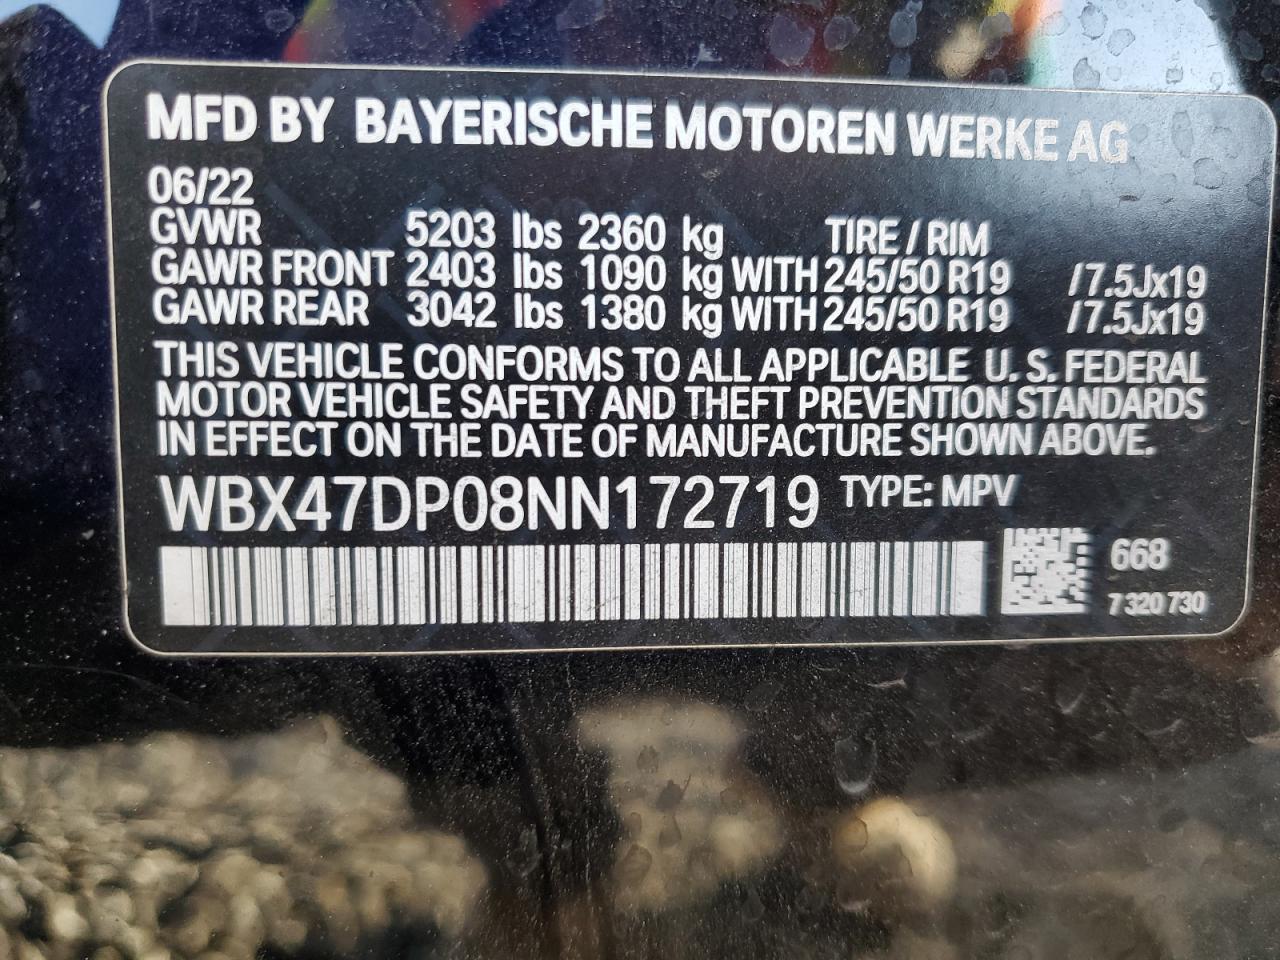 MFD BY BAYERISCHE MOTOREN WERKE AG
06/22
GVWR 5203 lbs 2360 kg TIRE / RIM
GAWR FRONT 2403 lbs 1090 kg WITH 245/50 R19 /7.5Jx19
GAWR REAR 3042 lbs 1380 kg WITH 245/50 R19 /7.5Jx19
THIS VEHICLE CONFORMS TO ALL APPLICABLE U. S. FEDERAL
MOTOR VEHICLE SAFETY AND THEFT PREVENTION STANDARDS
IN EFFECT ON THE DATE OF MANUFACTURE SHOWN ABOVE.
WBX47DP08NN172719 TYPE: MPV
668
7 320 730